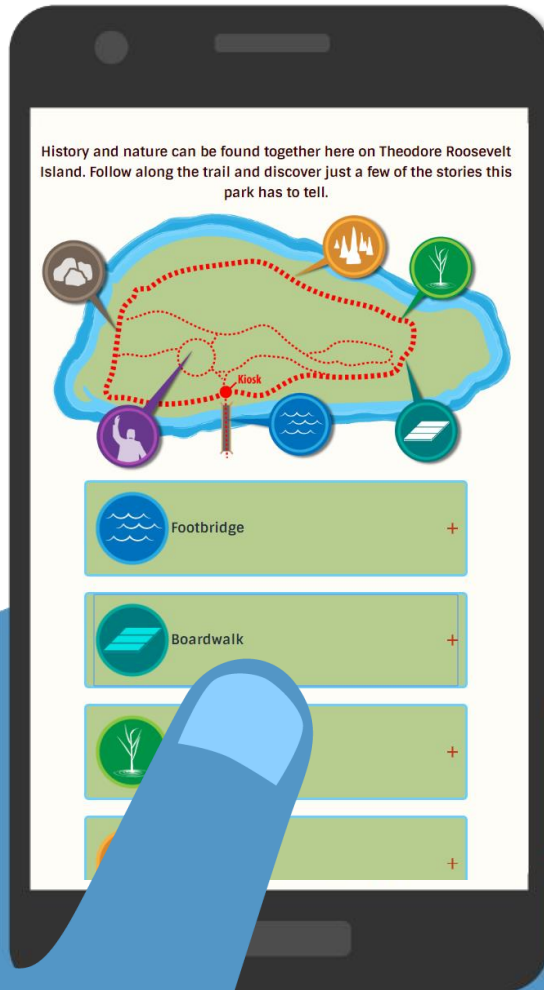 History and nature can be found together here on Theodore Roosevelt
Island. Follow along the trail and discover just a few of the stories this
park has to tell.
Kiosk
Footbridge
+
Boardwalk
+
+
+